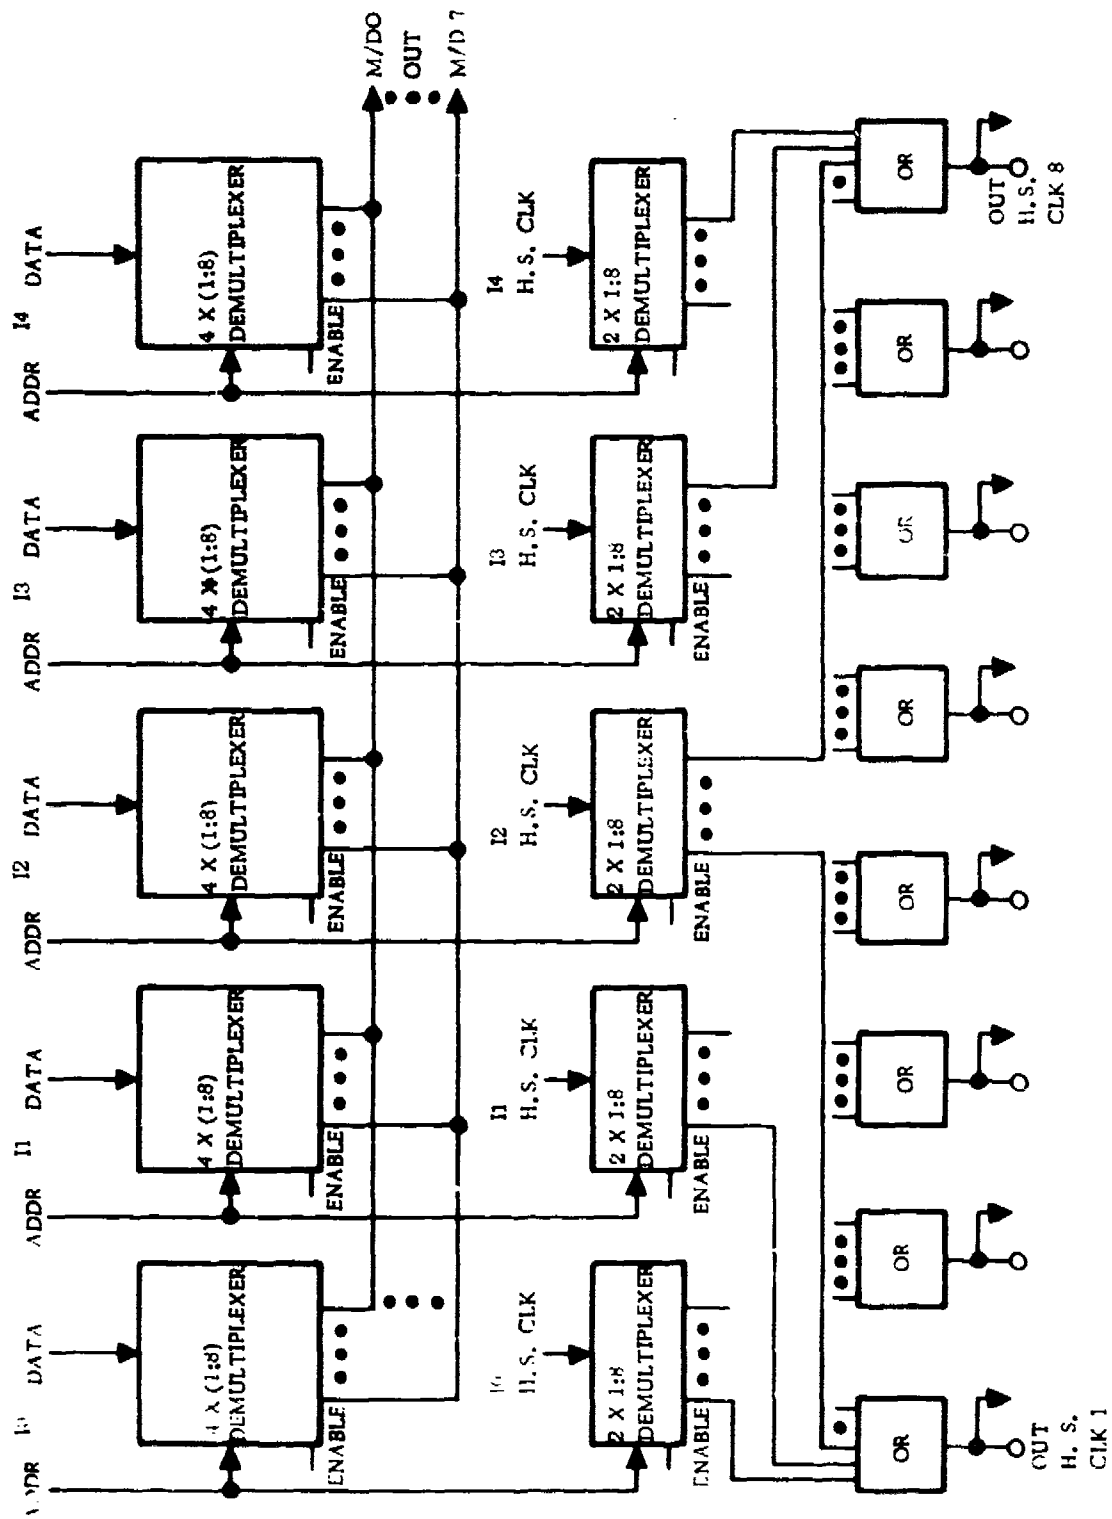 I4
ADDR
DATA
4 X (1:8)
DEMULTIPLEXER
ENABLE
I3
ADDR
DATA
(1:8)
DEMULTIPLEXER
ENABLE
I2
ADDR
DATA
4 X (1:8)
DEMULTIPLEXER
ENABLE
I1
ADDR
DATA
4 X (1:8)
DEMULTIPLEXER
ENABLE
ADDR
DATA
4 X (1:8)
DEMULTIPLEXER
ENABLE
M/D0
OUT
M/D 7
I4
H.S. CLK
2 X 1:8
DEMULTIPLEXER
I3
H.S. CLK
2 X 1:8
DEMULTIPLEXER
ENABLE
I2
H.S. CLK
2 X 1:8
DEMULTIPLEXER
ENABLE
I1
H.S. CLK
2 X 1:8
DEMULTIPLEXER
ENABLE
H.S. CLK
2 X 1:8
DEMULTIPLEXER
ENABLE
OR
OR
OR
OR
OR
OR
OR
OR
OUT
H.S.
CLK 8
OUT
H. S.
CLK 1